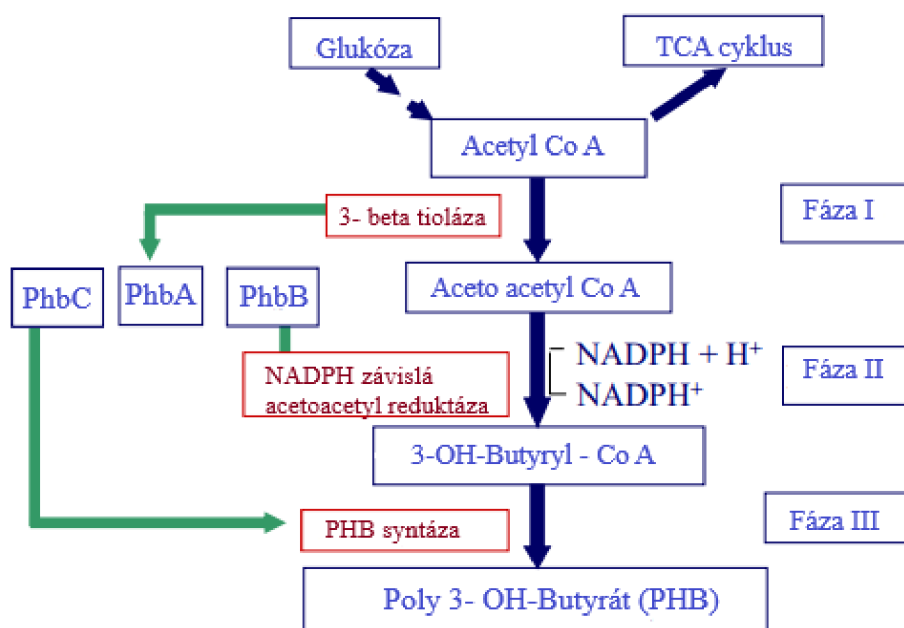 Glukóza
TCA cyklus
Acetyl Co A
3- beta tioláza
Fáza I
PhbC
PhbA
PhbB
Aceto acetyl Co A
NADPH + H⁺
NADPH⁺
NADPH závislá
acetoacetyl reduktáza
Fáza II
3-OH-Butyryl - Co A
PHB syntáza
Fáza III
Poly 3- OH-Butyrát (PHB)